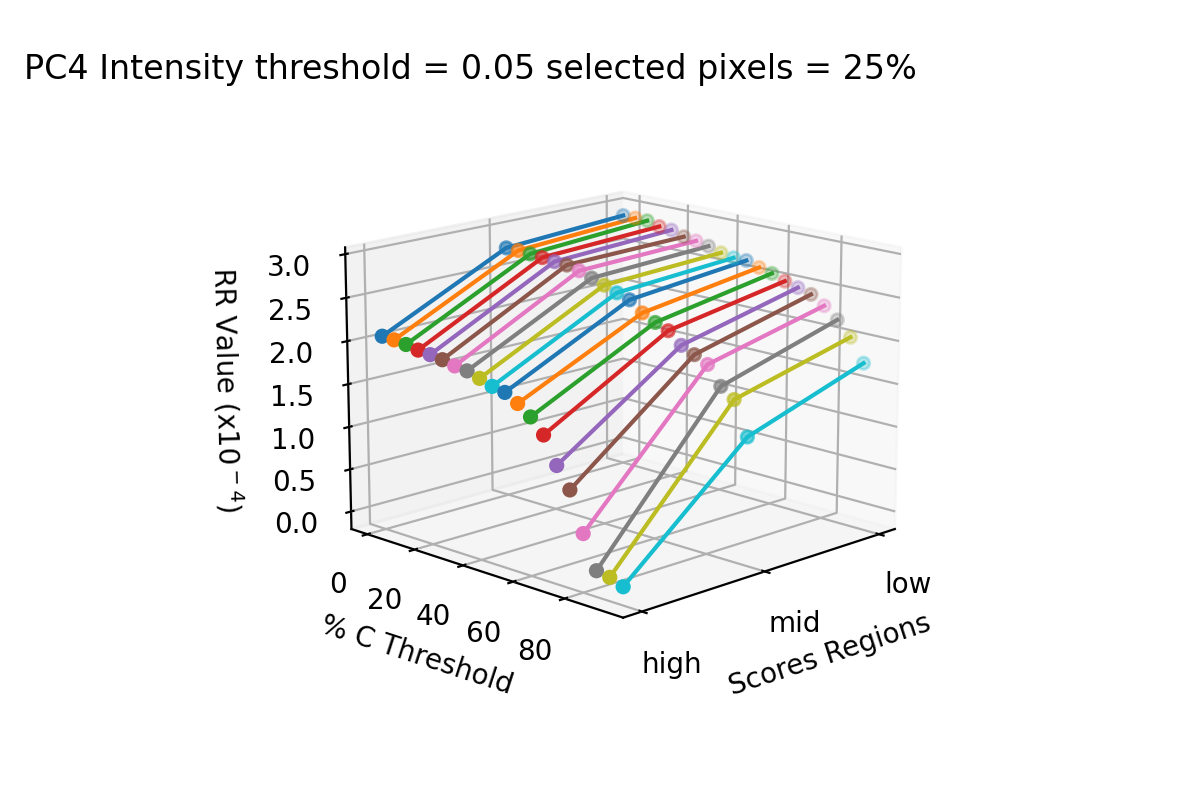 PC4 Intensity threshold = 0.05 selected pixels = 25%
RR Value (x10⁻⁴)
3.0
2.5
2.0
1.5
1.0
0.5
0.0
0
20
40
60
80
% C Threshold
high
mid
low
Scores Regions